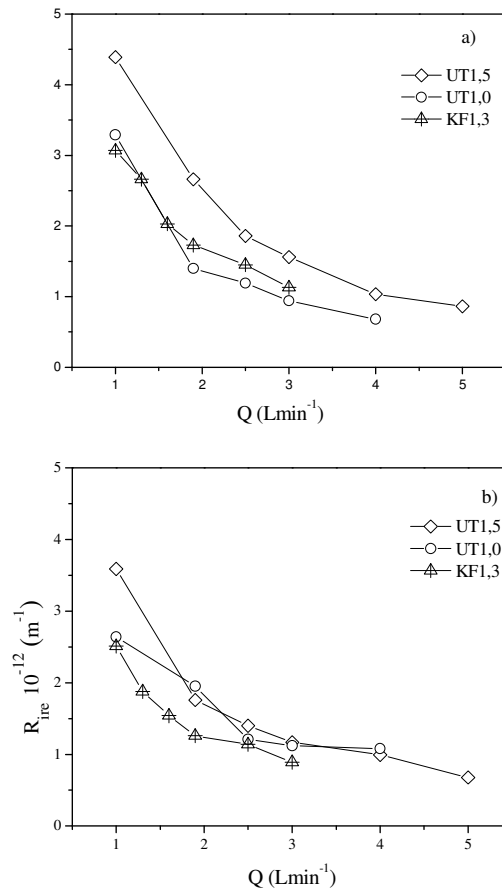 5
a)
UT1,5
UT1,0
KF1,3
4
3
2
1
0
1 2 3 4 5
Q (Lmin⁻¹)
5
b)
UT1,5
UT1,0
KF1,3
4
3
2
1
0
R_ire 10⁻¹² (m⁻¹)
1 2 3 4 5
Q (Lmin⁻¹)